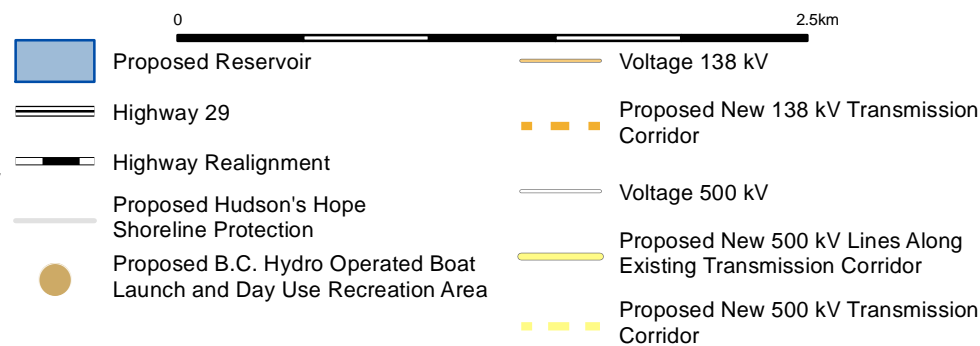 0 2.5km
Proposed Reservoir
Highway 29
Highway Realignment
Proposed Hudson's Hope
Shoreline Protection
Proposed B.C. Hydro Operated Boat
Launch and Day Use Recreation Area
Voltage 138 kV
Proposed New 138 kV Transmission
Corridor
Voltage 500 kV
Proposed New 500 kV Lines Along
Existing Transmission Corridor
Proposed New 500 kV Transmission
Corridor